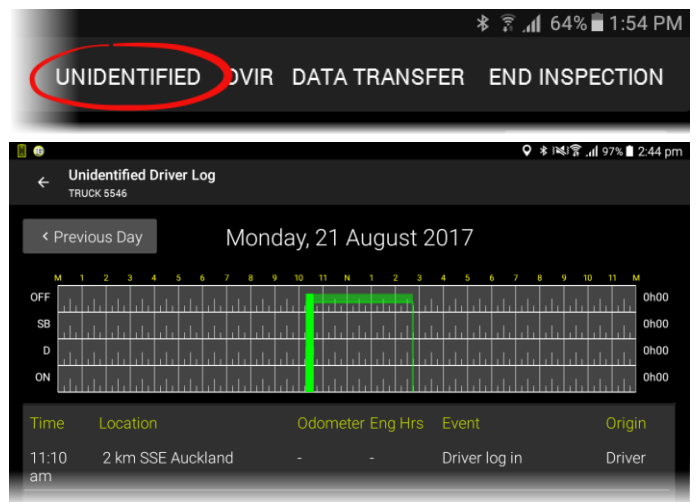 64% 1:54 PM
UNIDENTIFIED DVIR DATA TRANSFER END INSPECTION
97% 2:44 pm
Unidentified Driver Log
TRUCK 5546
< Previous Day Monday, 21 August 2017
M 1 2 3 4 5 6 7 8 9 10 11 N 1 2 3 4 5 6 7 8 9 10 11 M
OFF 0h00
SB 0h00
D 0h00
ON 0h00
Time Location Odometer Eng Hrs Event Origin
11:10 2 km SSE Auckland - - Driver log in Driver
am